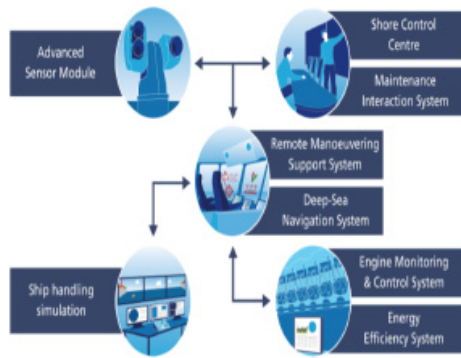 Advanced
Sensor Module
Shore Control
Centre
Maintenance
Interaction System
Remote Manoeuvering
Support System
Deep-Sea
Navigation System
Ship handling
simulation
Engine Monitoring
& Control System
Energy
Efficiency System